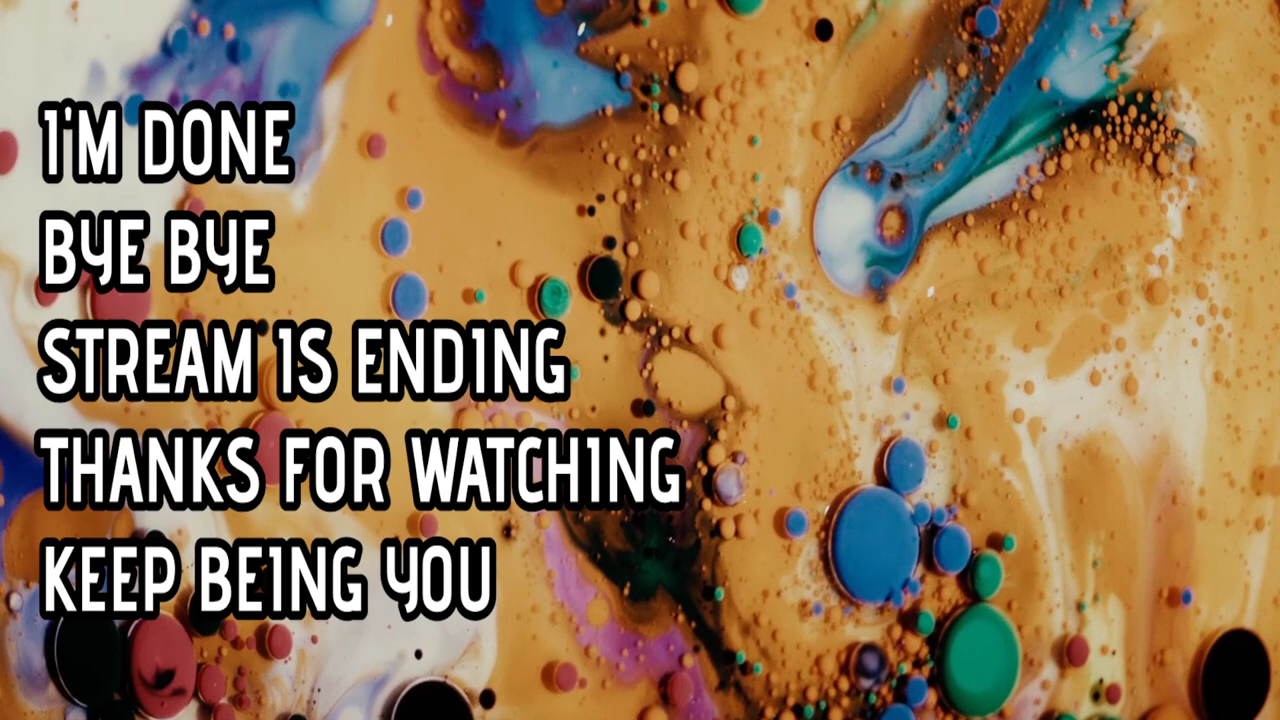 I'M DONE
BYE BYE
STREAM IS ENDING
THANKS FOR WATCHING
KEEP BEING YOU